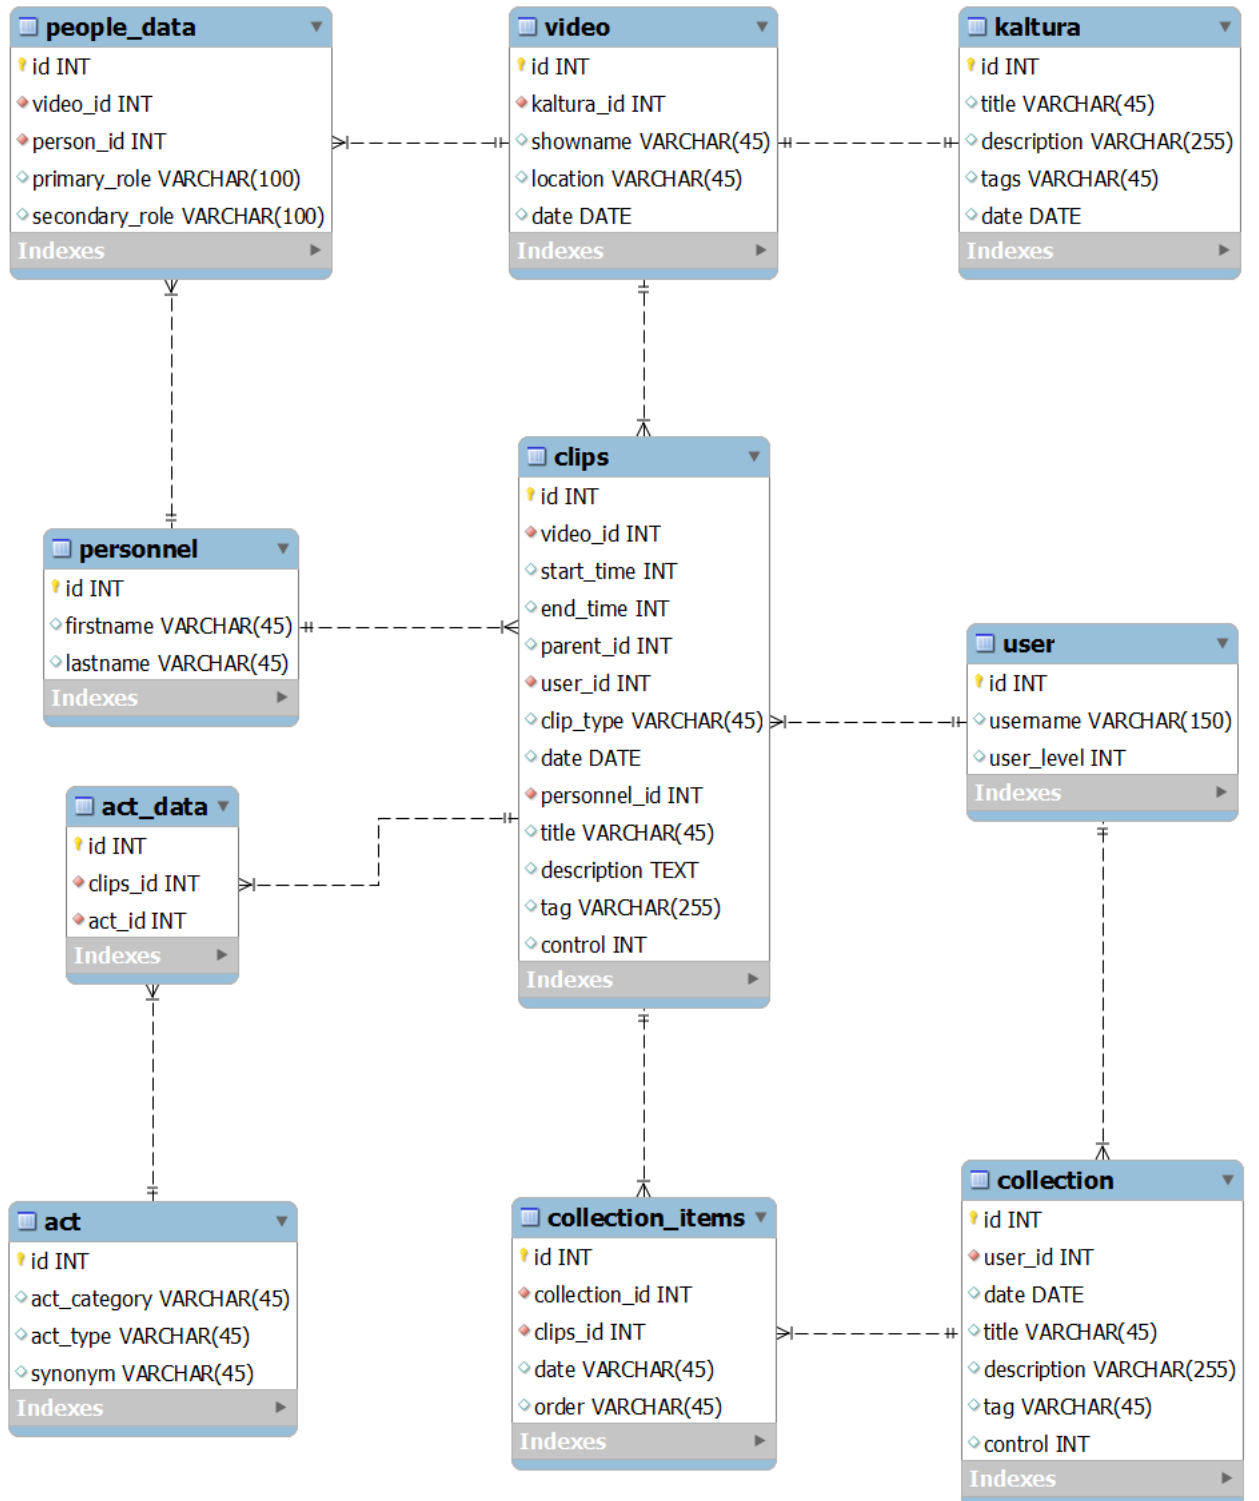 people_data
id INT
video_id INT
person_id INT
primary_role VARCHAR(100)
secondary_role VARCHAR(100)
Indexes
video
id INT
kaltura_id INT
showname VARCHAR(45)
location VARCHAR(45)
date DATE
Indexes
kaltura
id INT
title VARCHAR(45)
description VARCHAR(255)
tags VARCHAR(45)
date DATE
Indexes
clips
id INT
video_id INT
start_time INT
end_time INT
parent_id INT
user_id INT
clip_type VARCHAR(45)
date DATE
personnel_id INT
title VARCHAR(45)
description TEXT
tag VARCHAR(255)
control INT
Indexes
personnel
id INT
firstname VARCHAR(45)
lastname VARCHAR(45)
Indexes
user
id INT
username VARCHAR(150)
user_level INT
Indexes
act_data
id INT
clips_id INT
act_id INT
Indexes
act
id INT
act_category VARCHAR(45)
act_type VARCHAR(45)
synonym VARCHAR(45)
Indexes
collection_items
id INT
collection_id INT
clips_id INT
date VARCHAR(45)
order VARCHAR(45)
Indexes
collection
id INT
user_id INT
date DATE
title VARCHAR(45)
description VARCHAR(255)
tag VARCHAR(45)
control INT
Indexes